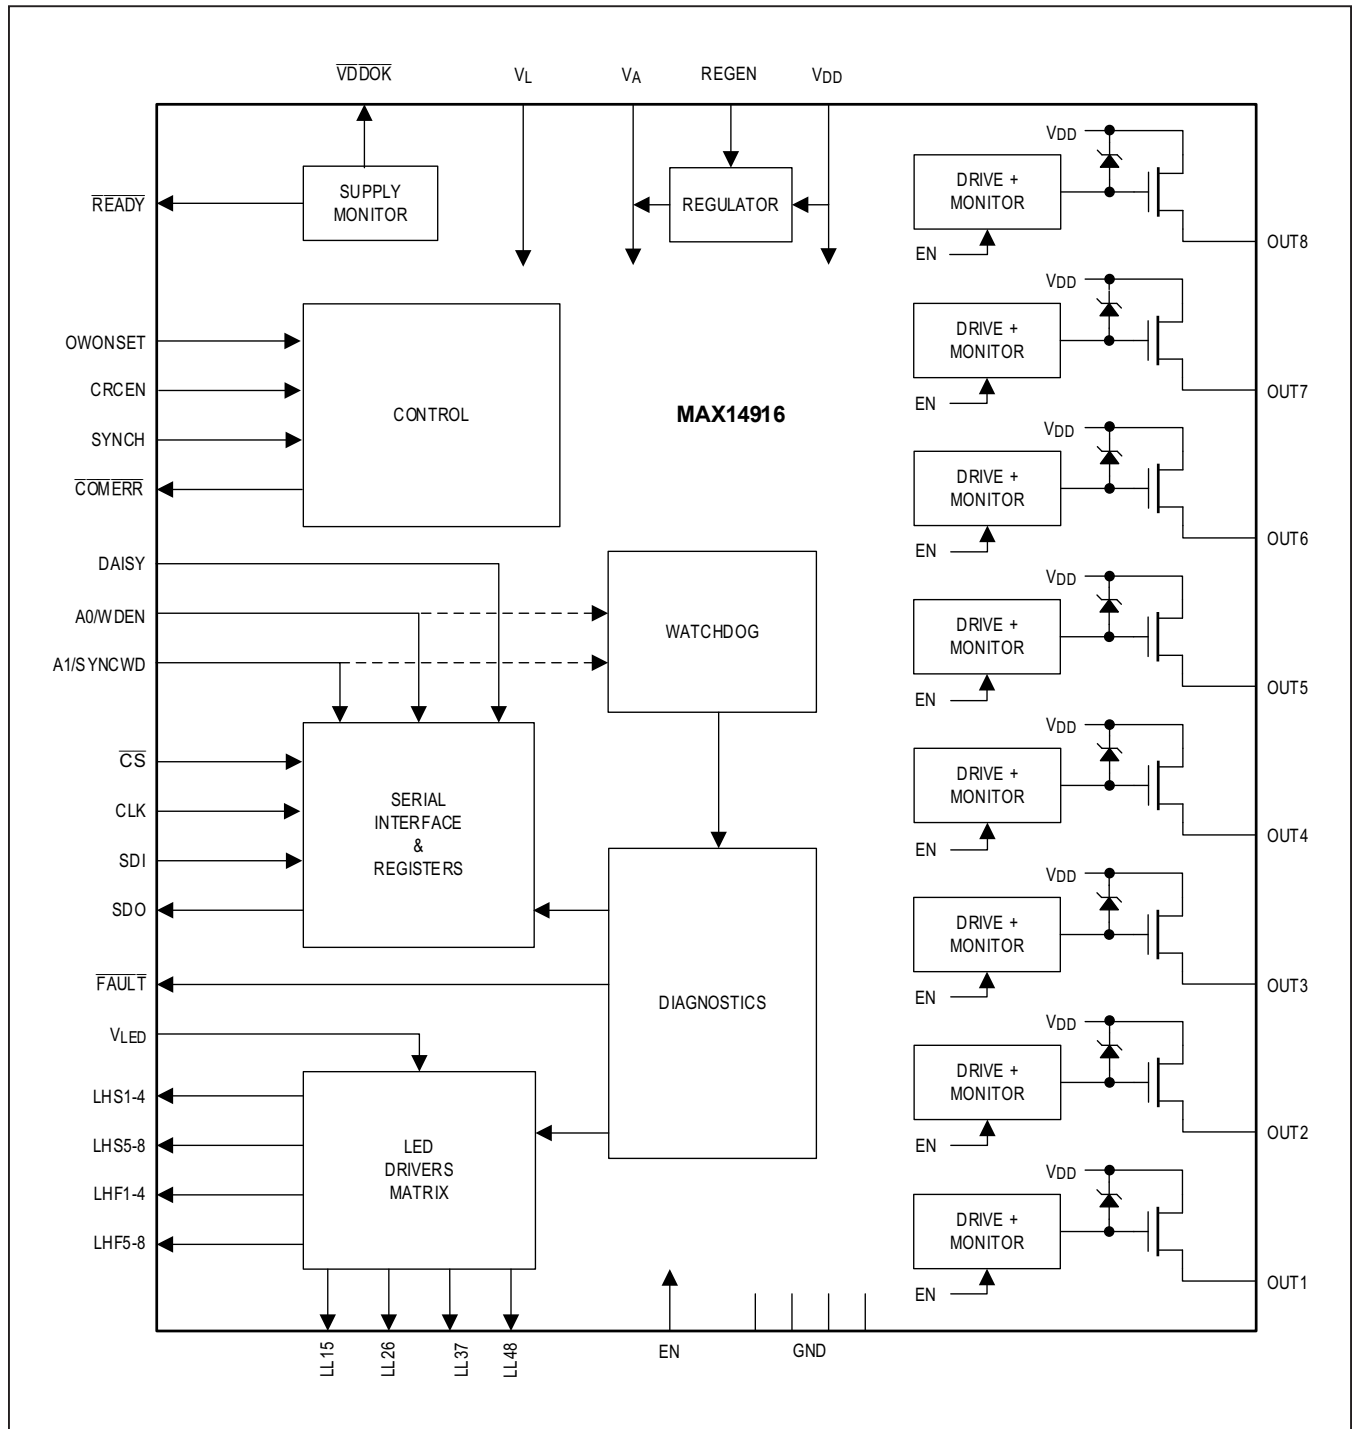 VDDOK
VL
VA
REGEN
VDD
READY
SUPPLY
MONITOR
REGULATOR
OWONSET
CRCEN
SYNCH
COMERR
CONTROL
MAX14916
DAISY
A0/WDEN
A1/SYNCWD
WATCHDOG
CS
CLK
SDI
SDO
SERIAL
INTERFACE
&
REGISTERS
FAULT
DIAGNOSTICS
VLED
LHS1-4
LHS5-8
LHF1-4
LHF5-8
LED
DRIVERS
MATRIX
LL15
LL26
LL37
LL48
EN
GND
VDD
DRIVE +
MONITOR
EN
OUT8
VDD
DRIVE +
MONITOR
EN
OUT7
VDD
DRIVE +
MONITOR
EN
OUT6
VDD
DRIVE +
MONITOR
EN
OUT5
VDD
DRIVE +
MONITOR
EN
OUT4
VDD
DRIVE +
MONITOR
EN
OUT3
VDD
DRIVE +
MONITOR
EN
OUT2
VDD
DRIVE +
MONITOR
EN
OUT1